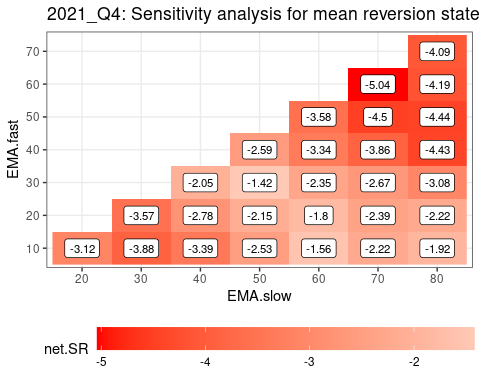 2021_Q4: Sensitivity analysis for mean reversion state
70 -4.09
60 -5.04 -4.19
50 -3.58 -4.5 -4.44
40 -2.59 -3.34 -3.86 -4.43
30 -2.05 -1.42 -2.35 -2.67 -3.08
20 -3.57 -2.78 -2.15 -1.8 -2.39 -2.22
10 -3.12 -3.88 -3.39 -2.53 -1.56 -2.22 -1.92
EMA.fast
20 30 40 50 60 70 80
EMA.slow
net.SR
-5 -4 -3 -2